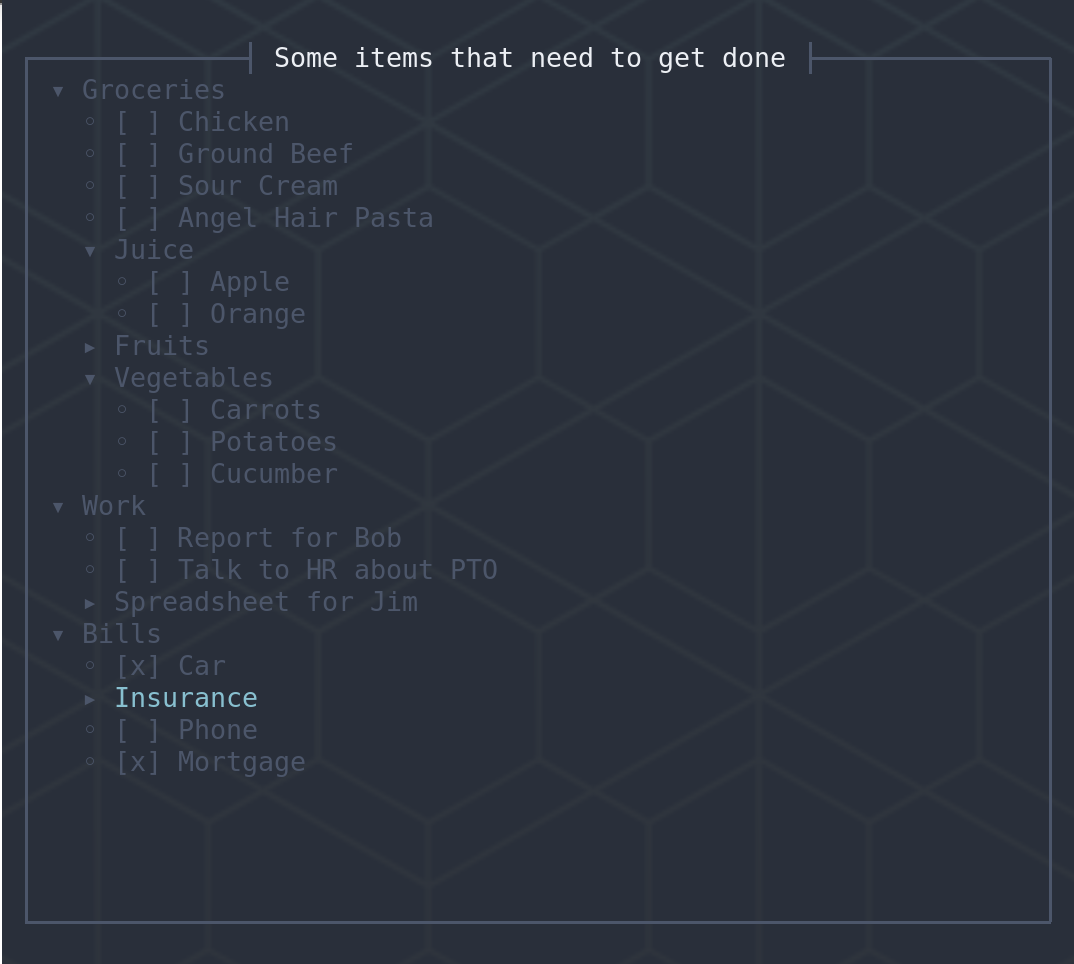 Some items that need to get done
▾ Groceries
◦ [ ] Chicken
◦ [ ] Ground Beef
◦ [ ] Sour Cream
◦ [ ] Angel Hair Pasta
▾ Juice
◦ [ ] Apple
◦ [ ] Orange
▸ Fruits
▾ Vegetables
◦ [ ] Carrots
◦ [ ] Potatoes
◦ [ ] Cucumber
▾ Work
◦ [ ] Report for Bob
◦ [ ] Talk to HR about PTO
▸ Spreadsheet for Jim
▾ Bills
◦ [x] Car
▸ Insurance
◦ [ ] Phone
◦ [x] Mortgage